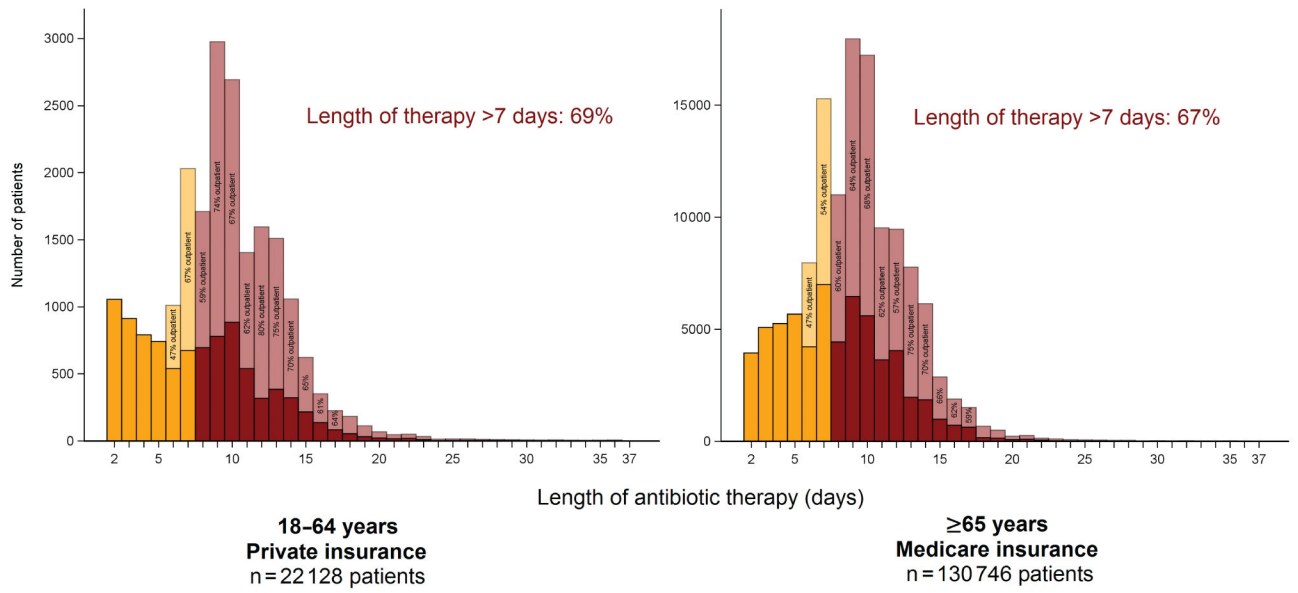 Number of patients
3000
2500
2000
1500
1000
500
0
Length of therapy >7 days: 69%
47% outpatient
67% outpatient
59% outpatient
74% outpatient
67% outpatient
62% outpatient
80% outpatient
75% outpatient
70% outpatient
65%
61%
64%
2
5
10
15
20
25
30
35
37
15000
10000
5000
0
Length of therapy >7 days: 67%
47% outpatient
54% outpatient
60% outpatient
64% outpatient
68% outpatient
62% outpatient
57% outpatient
75% outpatient
70% outpatient
66%
62%
59%
2
5
10
15
20
25
30
35
37
Length of antibiotic therapy (days)
18–64 years
Private insurance
n=22 128 patients
≥65 years
Medicare insurance
n=130 746 patients